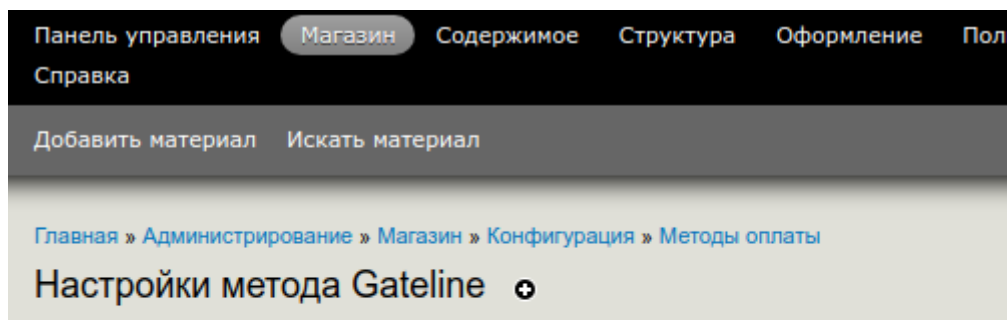 Панель управления Магазин Содержимое Структура Оформление Пол
Справка
Добавить материал Искать материал
Главная » Администрирование » Магазин » Конфигурация » Методы оплаты
Настройки метода Gateline